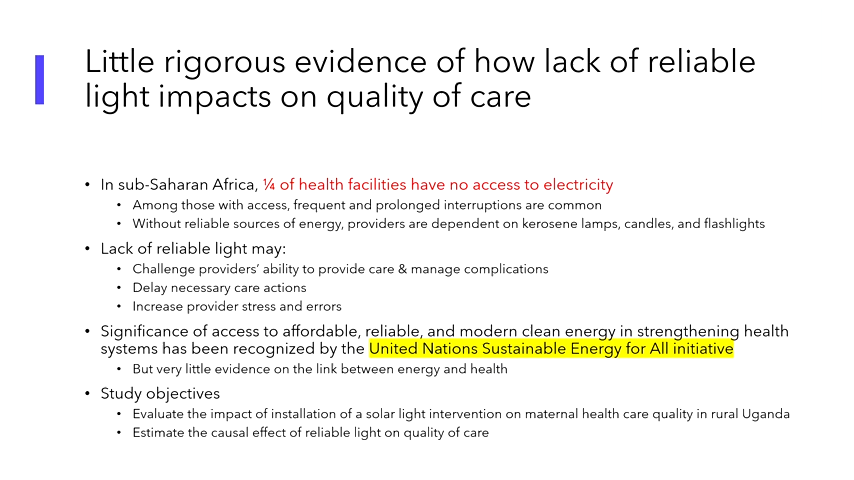 Little rigorous evidence of how lack of reliable
light impacts on quality of care
• In sub-Saharan Africa, ¼ of health facilities have no access to electricity
• Among those with access, frequent and prolonged interruptions are common
• Without reliable sources of energy, providers are dependent on kerosene lamps, candles, and flashlights
• Lack of reliable light may:
• Challenge providers’ ability to provide care & manage complications
• Delay necessary care actions
• Increase provider stress and errors
• Significance of access to affordable, reliable, and modern clean energy in strengthening health
systems has been recognized by the United Nations Sustainable Energy for All initiative
• But very little evidence on the link between energy and health
• Study objectives
• Evaluate the impact of installation of a solar light intervention on maternal health care quality in rural Uganda
• Estimate the causal effect of reliable light on quality of care